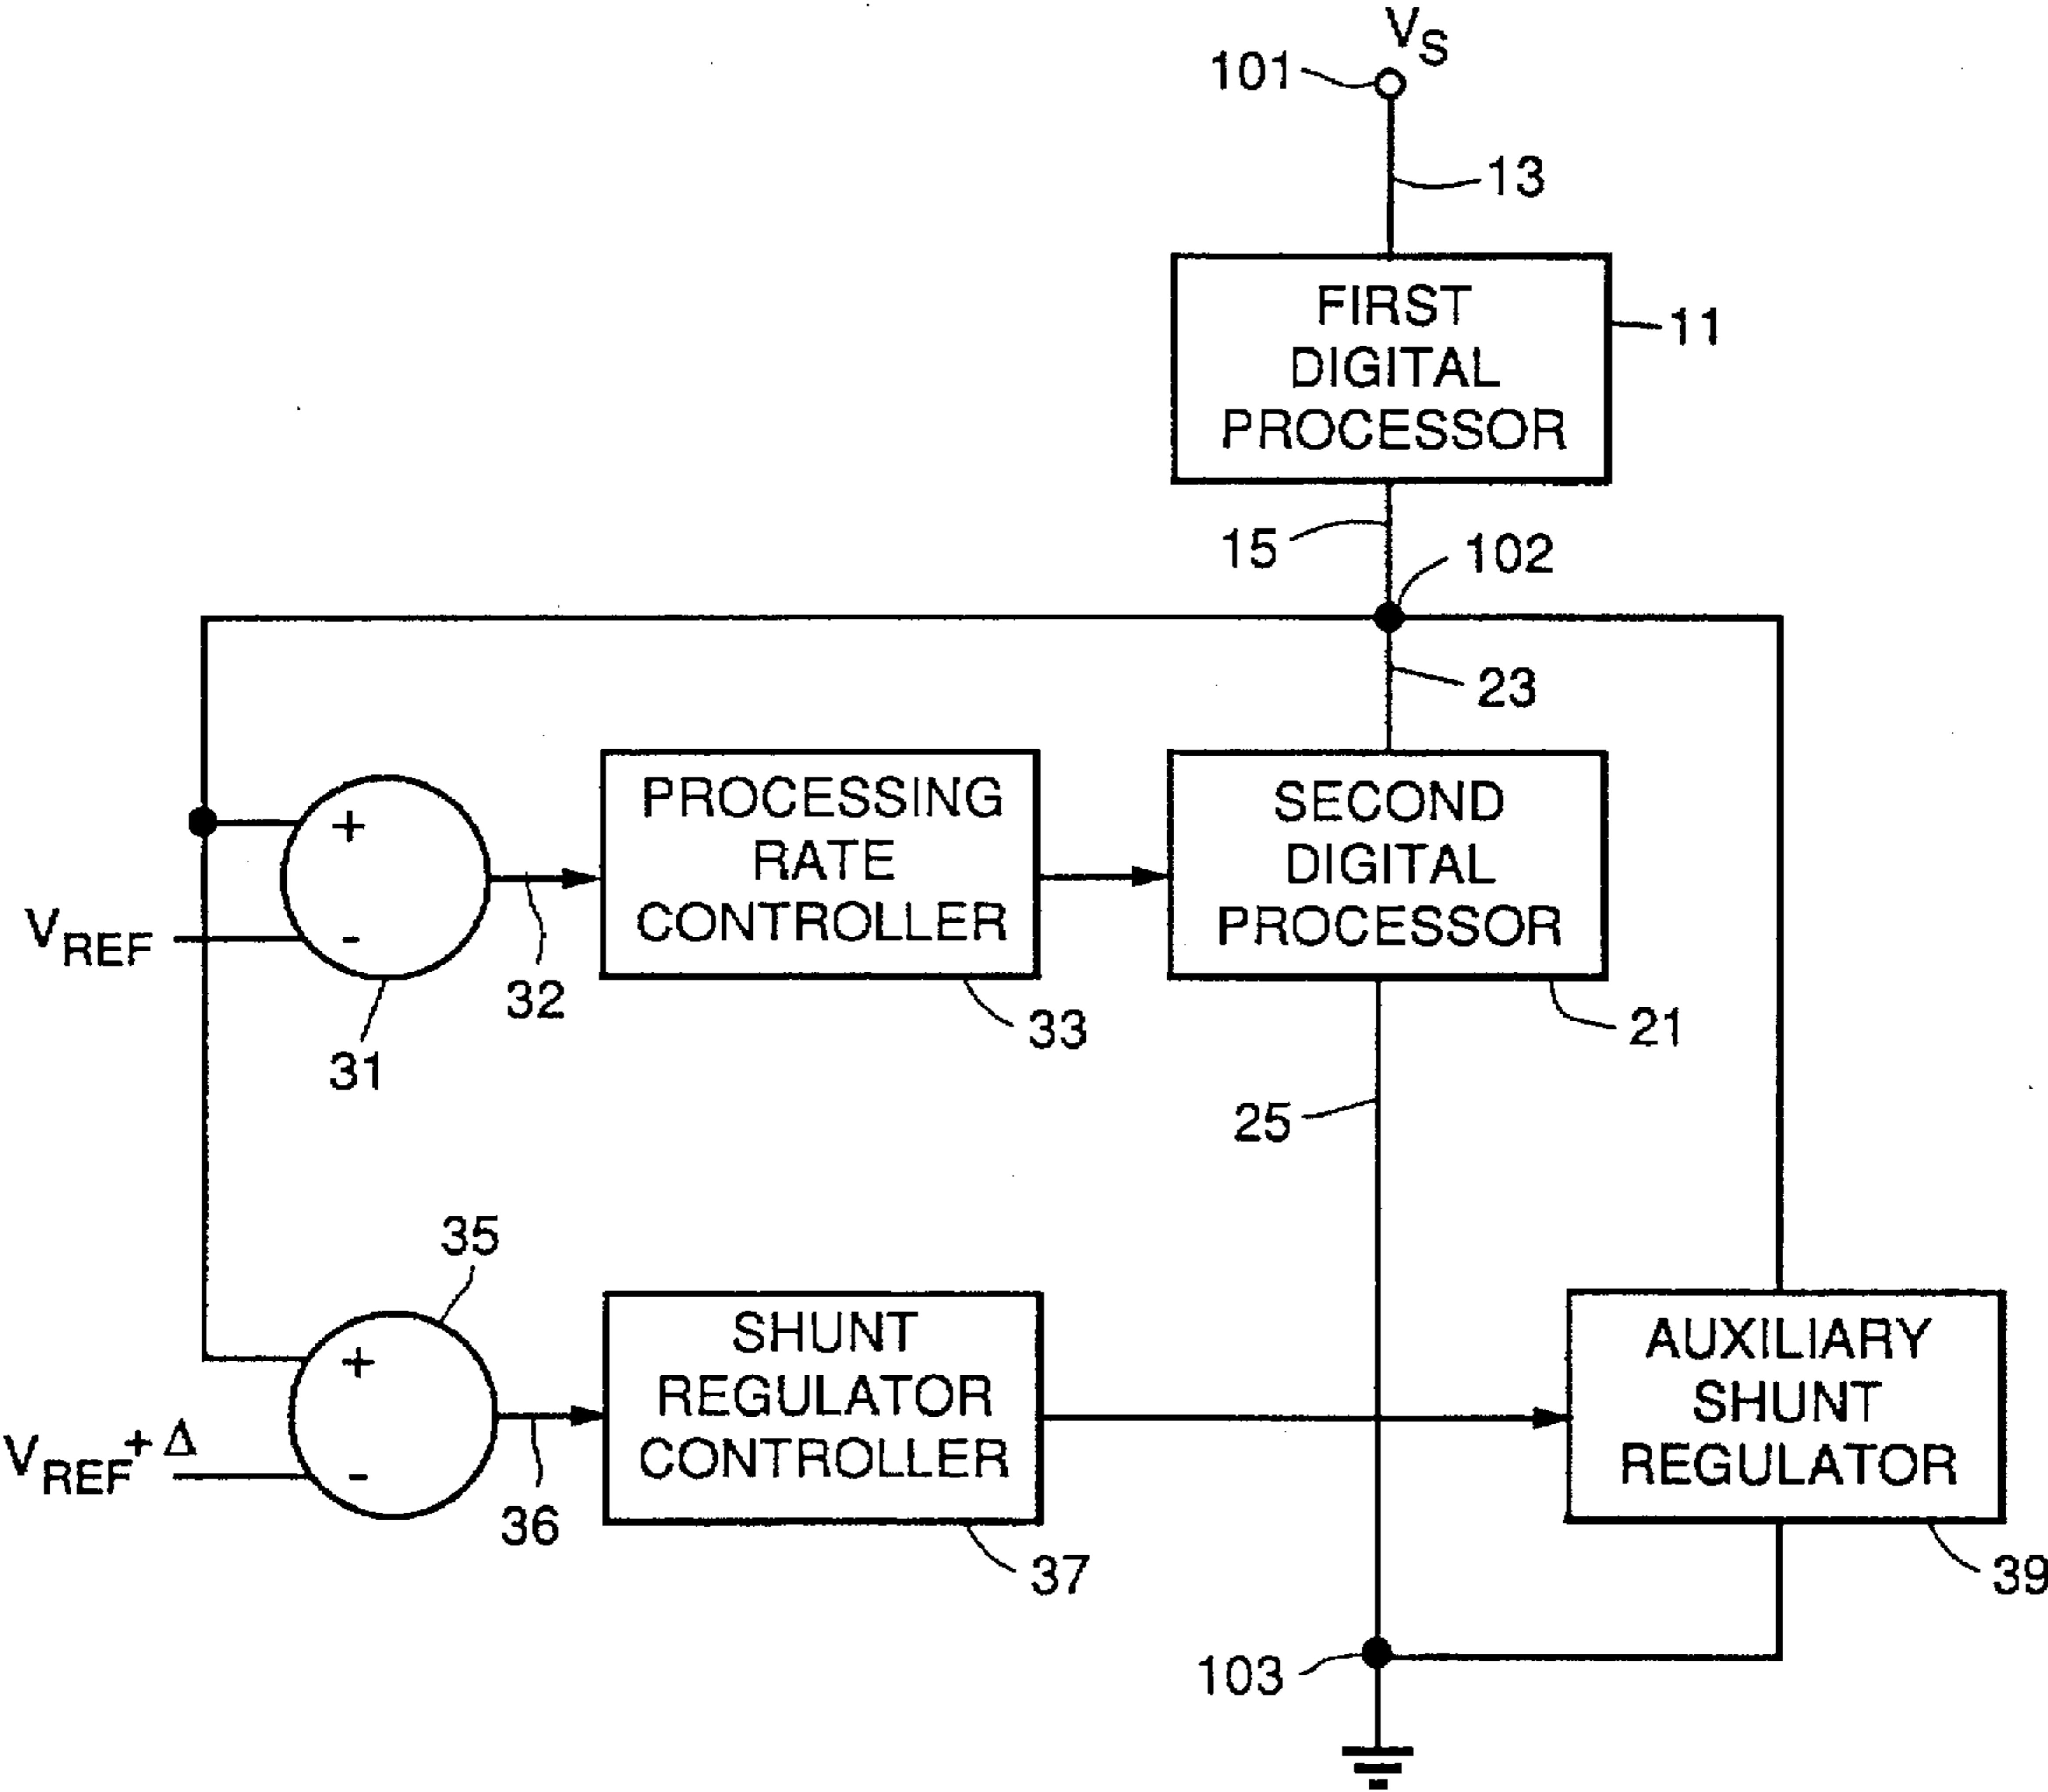 VS
101
13
FIRST
DIGITAL
PROCESSOR
11
15
102
23
PROCESSING
RATE
CONTROLLER
SECOND
DIGITAL
PROCESSOR
+
-
VREF
32
31
33
21
25
35
SHUNT
REGULATOR
CONTROLLER
AUXILIARY
SHUNT
REGULATOR
+
-
VREF + Δ
36
37
39
103